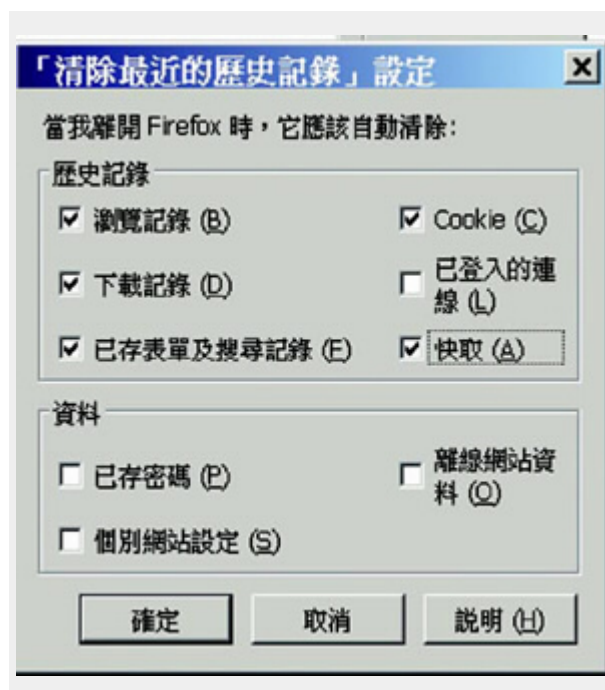 「清除最近的歷史記錄」設定
當我離開 Firefox 時，它應該自動清除：
歷史記錄
瀏覽記錄 (B)
Cookie (C)
下載記錄 (D)
已登入的連
線 (L)
已存表單及搜尋記錄 (F)
快取 (A)
資料
已存密碼 (P)
離線網站資
料 (O)
個別網站設定 (S)
確定
取消
説明 (H)